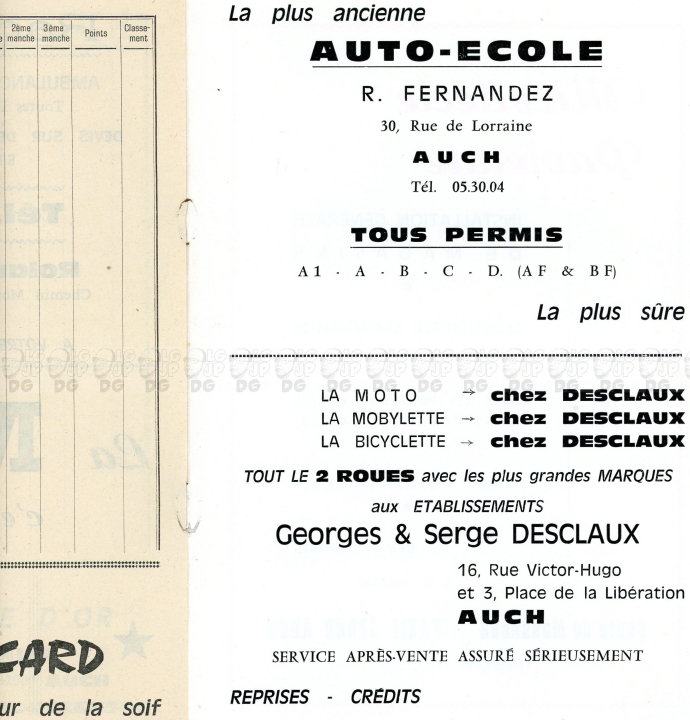 2ème manche
3ème manche
Points
Classe-
ment
CARD
ur de la soif
La plus ancienne
AUTO-ECOLE
R. FERNANDEZ
30, Rue de Lorraine
AUCH
Tél. 05.30.04
TOUS PERMIS
A1 - A - B - C - D. (AF & BF)
La plus sûre
LA MOTO → chez DESCLAUX
LA MOBYLETTE → chez DESCLAUX
LA BICYCLETTE → chez DESCLAUX
TOUT LE 2 ROUES avec les plus grandes MARQUES
aux ETABLISSEMENTS
Georges & Serge DESCLAUX
16, Rue Victor-Hugo
et 3, Place de la Libération
AUCH
SERVICE APRÈS-VENTE ASSURÉ SÉRIEUSEMENT
REPRISES - CRÉDITS